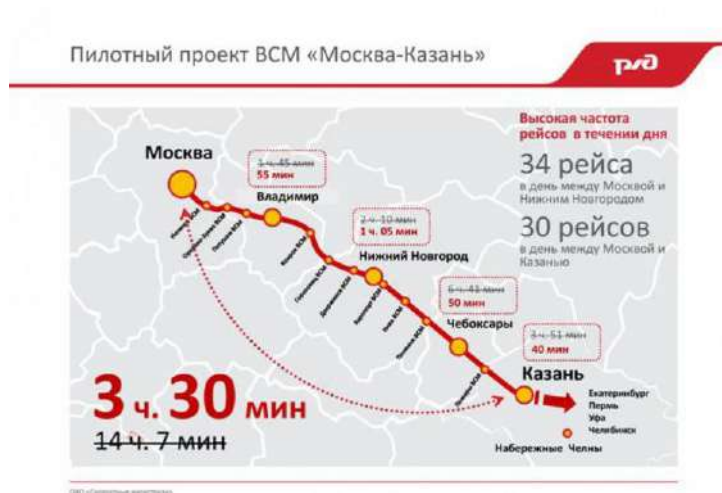 Пилотный проект ВСМ «Москва-Казань»
ржд
Высокая частота
рейсов в течении дня
34 рейса
в день между Москвой и
Нижним Новгородом
30 рейсов
в день между Москвой и
Казанью
Москва
1 ч. 45 мин
55 мин
Владимир
2 ч. 10 мин
1 ч. 05 мин
Нижний Новгород
6 ч. 41 мин
50 мин
Чебоксары
3 ч. 51 мин
40 мин
Казань
Екатеринбург
Пермь
Уфа
Челябинск
Набережные Челны
3 ч. 30 мин
14 ч. 7 мин